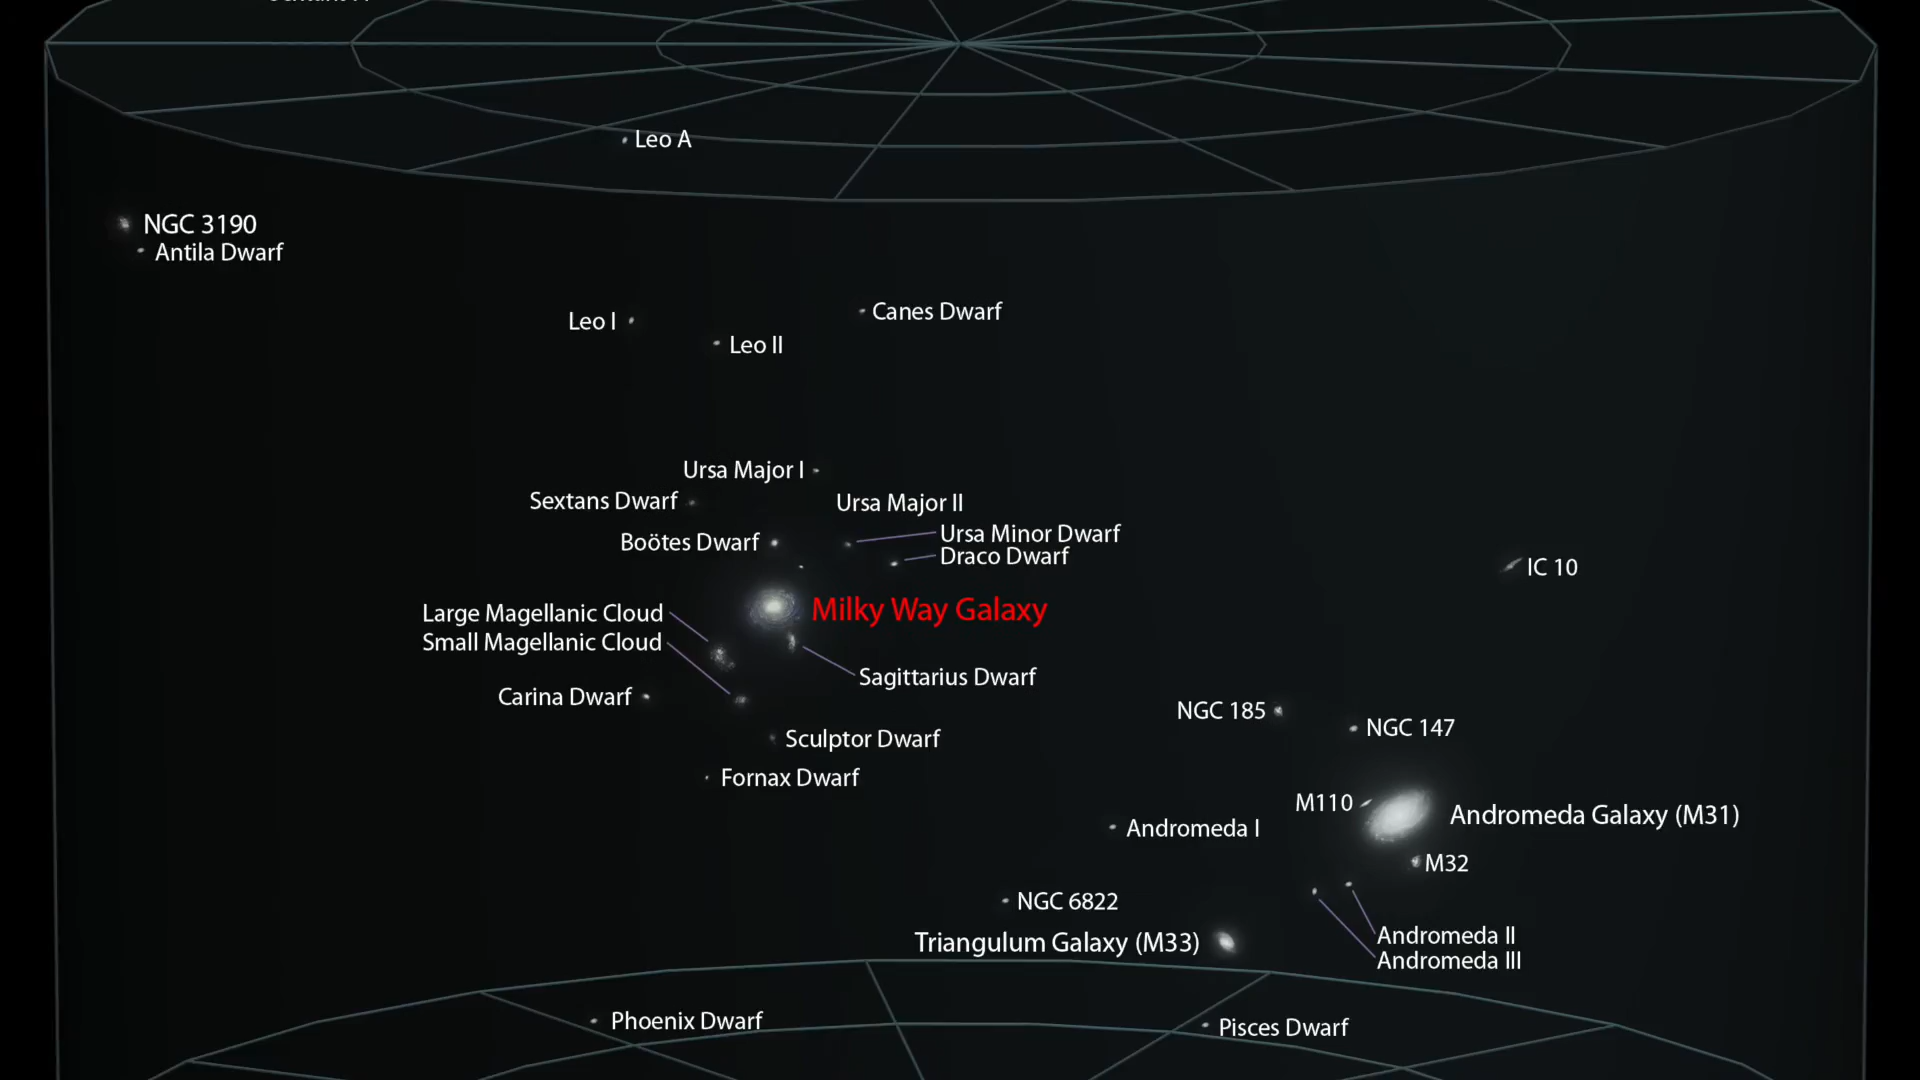 Leo A
NGC 3190
Antila Dwarf
Canes Dwarf
Leo I
Leo II
Ursa Major I
Sextans Dwarf
Ursa Major II
Ursa Minor Dwarf
Boötes Dwarf
Draco Dwarf
IC 10
Milky Way Galaxy
Large Magellanic Cloud
Small Magellanic Cloud
Sagittarius Dwarf
Carina Dwarf
NGC 185
NGC 147
Sculptor Dwarf
Fornax Dwarf
M110
Andromeda Galaxy (M31)
Andromeda I
M32
NGC 6822
Andromeda II
Triangulum Galaxy (M33)
Andromeda III
Phoenix Dwarf
Pisces Dwarf